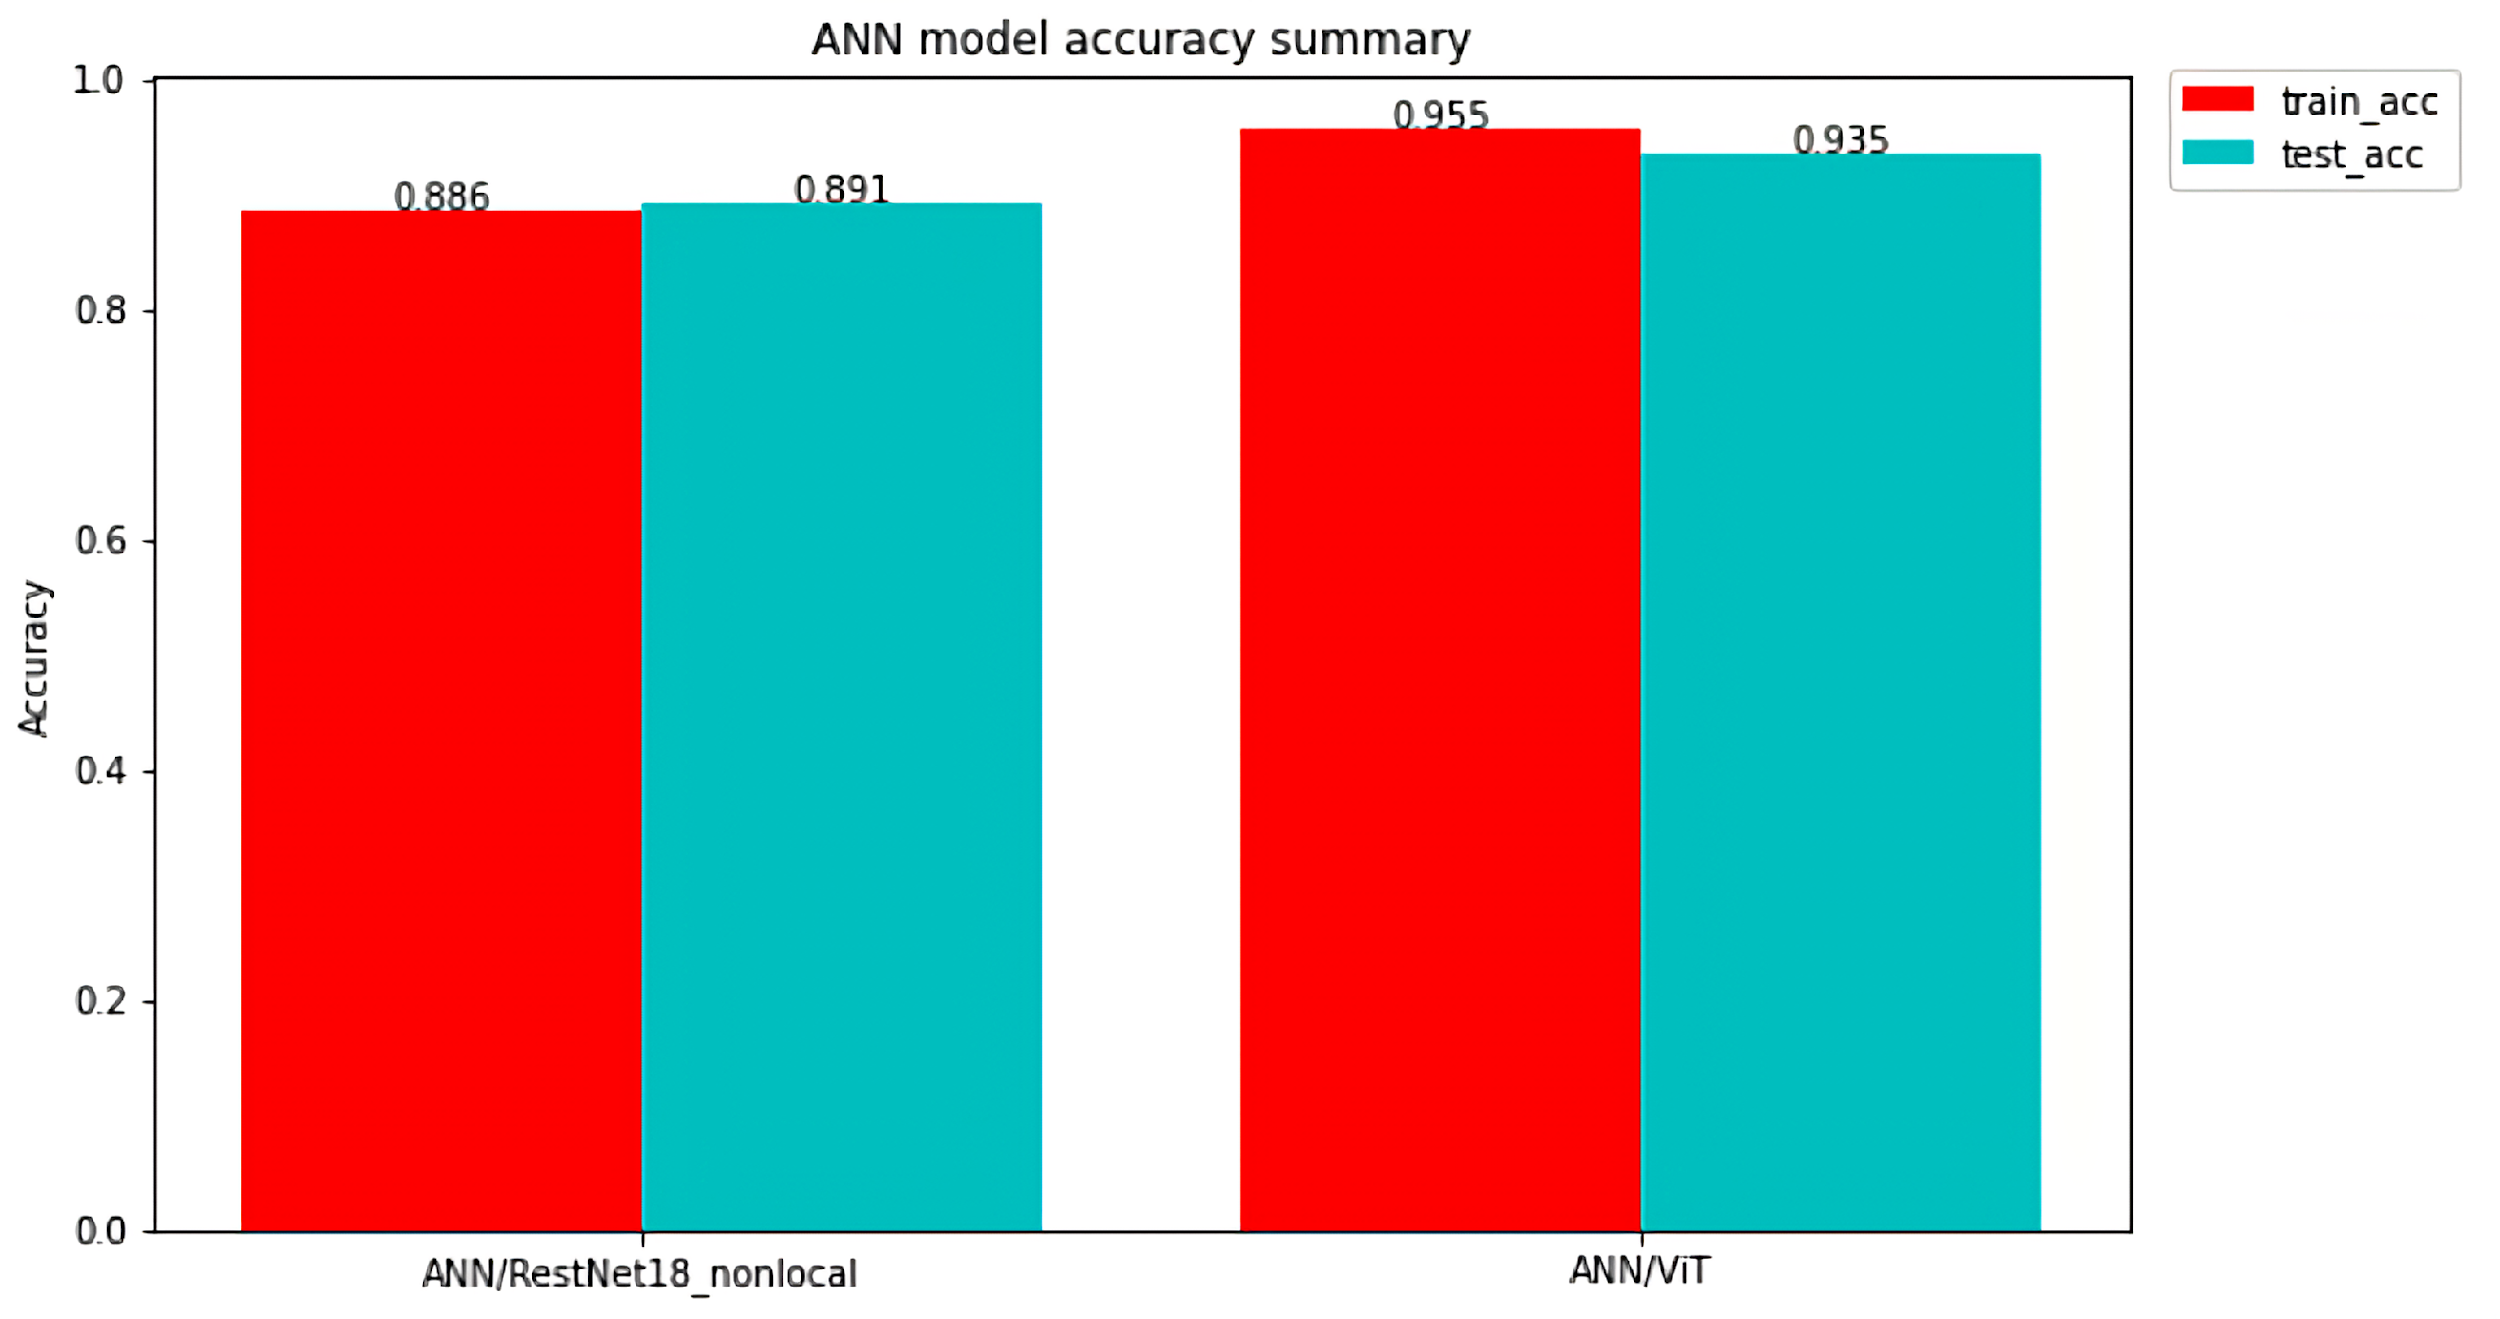 ANN model accuracy summary
1.0
0.8
0.6
0.4
0.2
0.0
Accuracy
0.886
0.891
0.955
0.935
ANN/RestNet18_nonlocal
ANN/ViT
train_acc
test_acc